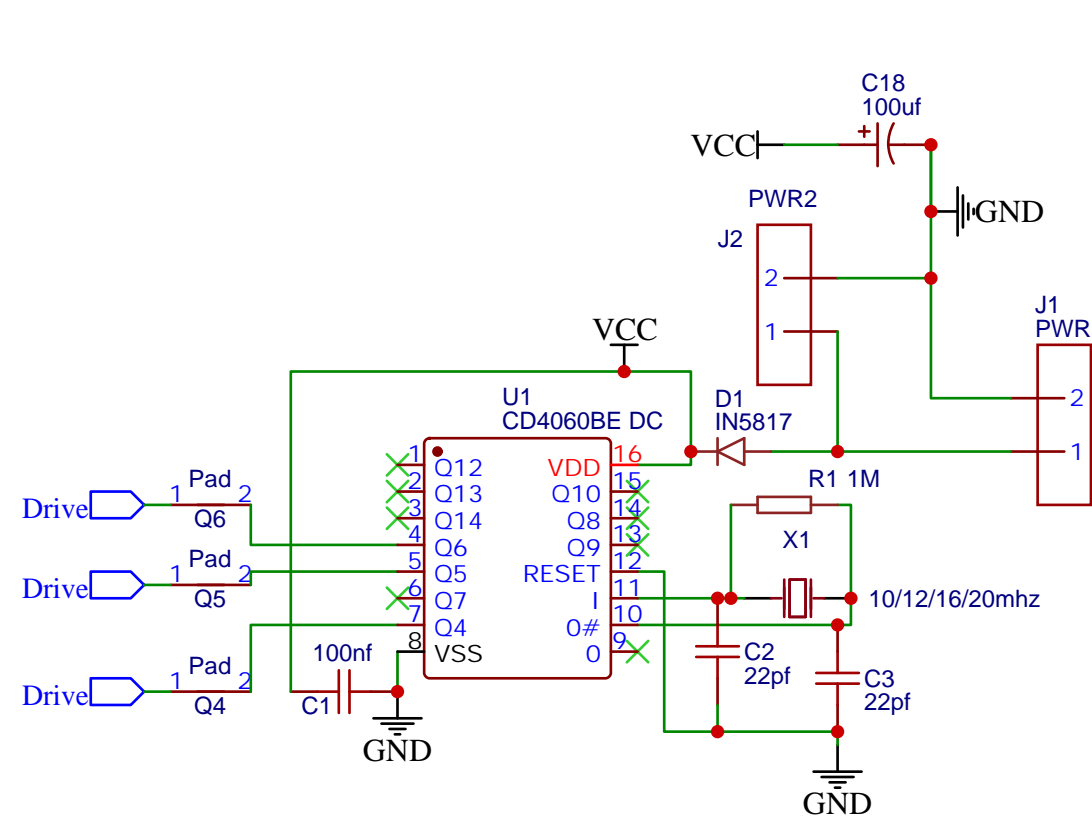 C18
100uf
VCC
PWR2
GND
J2
2
1
J1
PWR
2
1
VCC
U1
CD4060BE DC
D1
IN5817
1 Q12
2 Q13
3 Q14
4 Q6
5 Q5
6 Q7
7 Q4
8 VSS
VDD 16
Q10 15
Q8 14
Q9 13
RESET 12
I 11
0# 10
0 9
R1 1M
X1
10/12/16/20mhz
Drive 1 Pad 2
Q6
Drive 1 Pad 2
Q5
Drive 1 Pad 2
Q4
100nf
C1
GND
C2
22pf
C3
22pf
GND